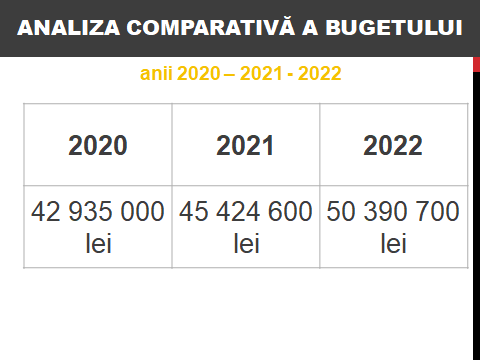 ANALIZA COMPARATIVĂ A BUGETULUI
anii 2020 – 2021 - 2022
2020 2021 2022
42 935 000 lei 45 424 600 lei 50 390 700 lei